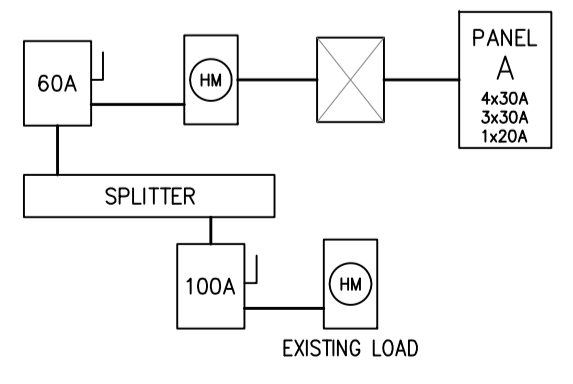 60A
HM
PANEL
A
4x30A
3x30A
1x20A
SPLITTER
100A
HM
EXISTING LOAD